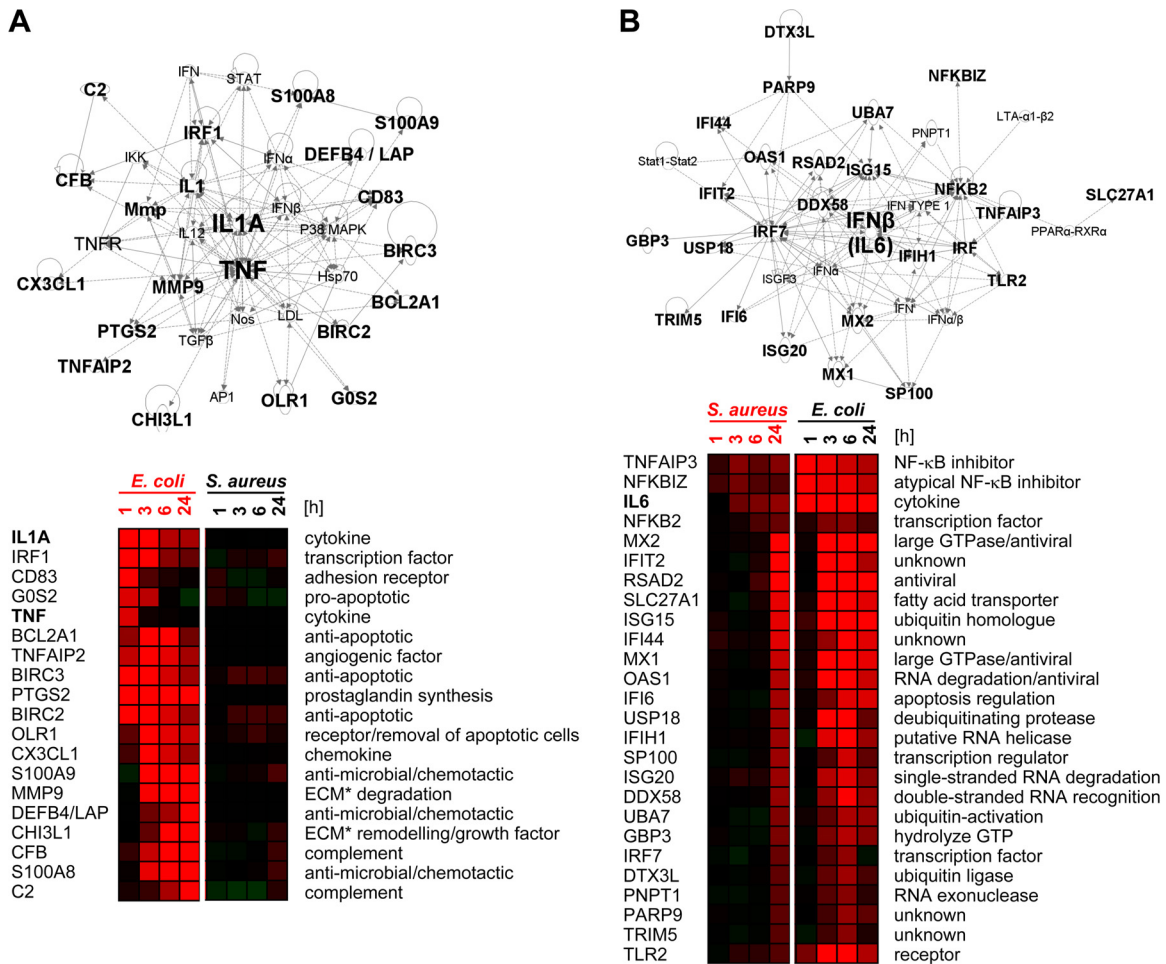 A
IFN
STAT
C2
S100A8
S100A9
IRF1
IKK
IFNα
DEFB4 / LAP
CFB
IL1
CD83
Mmp
IL1A
IFNβ
IL12
P38 MAPK
TNFR
BIRC3
TNF
Hsp70
CX3CL1
MMP9
BCL2A1
Nos
LDL
PTGS2
BIRC2
TGFβ
TNFAIP2
AP1
OLR1
G0S2
CHI3L1
E. coli
S. aureus
1 3 6 24 1 3 6 24 [h]
IL1A cytokine
IRF1 transcription factor
CD83 adhesion receptor
G0S2 pro-apoptotic
TNF cytokine
BCL2A1 anti-apoptotic
TNFAIP2 angiogenic factor
BIRC3 anti-apoptotic
PTGS2 prostaglandin synthesis
BIRC2 anti-apoptotic
OLR1 receptor/removal of apoptotic cells
CX3CL1 chemokine
S100A9 anti-microbial/chemotactic
MMP9 ECM* degradation
DEFB4/LAP anti-microbial/chemotactic
CHI3L1 ECM* remodelling/growth factor
CFB complement
S100A8 anti-microbial/chemotactic
C2 complement
B
DTX3L
NFKBIZ
PARP9
UBA7
LTA-α1-β2
IFI44
PNPT1
OAS1
Stat1-Stat2
RSAD2
ISG15
IFIT2
NFKB2
SLC27A1
DDX58
IFN TYPE 1
TNFAIP3
IFNβ
(IL6)
IRF7
PPARα-RXRα
GBP3
USP18
IFIH1
IRF
ISGF3
IFNα
TLR2
IFN
TRIM5
IFI6
MX2
IFNα/β
ISG20
MX1
SP100
S. aureus
E. coli
1 3 6 24 1 3 6 24 [h]
TNFAIP3 NF-κB inhibitor
NFKBIZ atypical NF-κB inhibitor
IL6 cytokine
NFKB2 transcription factor
MX2 large GTPase/antiviral
IFIT2 unknown
RSAD2 antiviral
SLC27A1 fatty acid transporter
ISG15 ubiquitin homologue
IFI44 unknown
MX1 large GTPase/antiviral
OAS1 RNA degradation/antiviral
IFI6 apoptosis regulation
USP18 deubiquitinating protease
IFIH1 putative RNA helicase
SP100 transcription regulator
ISG20 single-stranded RNA degradation
DDX58 double-stranded RNA recognition
UBA7 ubiquitin-activation
GBP3 hydrolyze GTP
IRF7 transcription factor
DTX3L ubiquitin ligase
PNPT1 RNA exonuclease
PARP9 unknown
TRIM5 unknown
TLR2 receptor